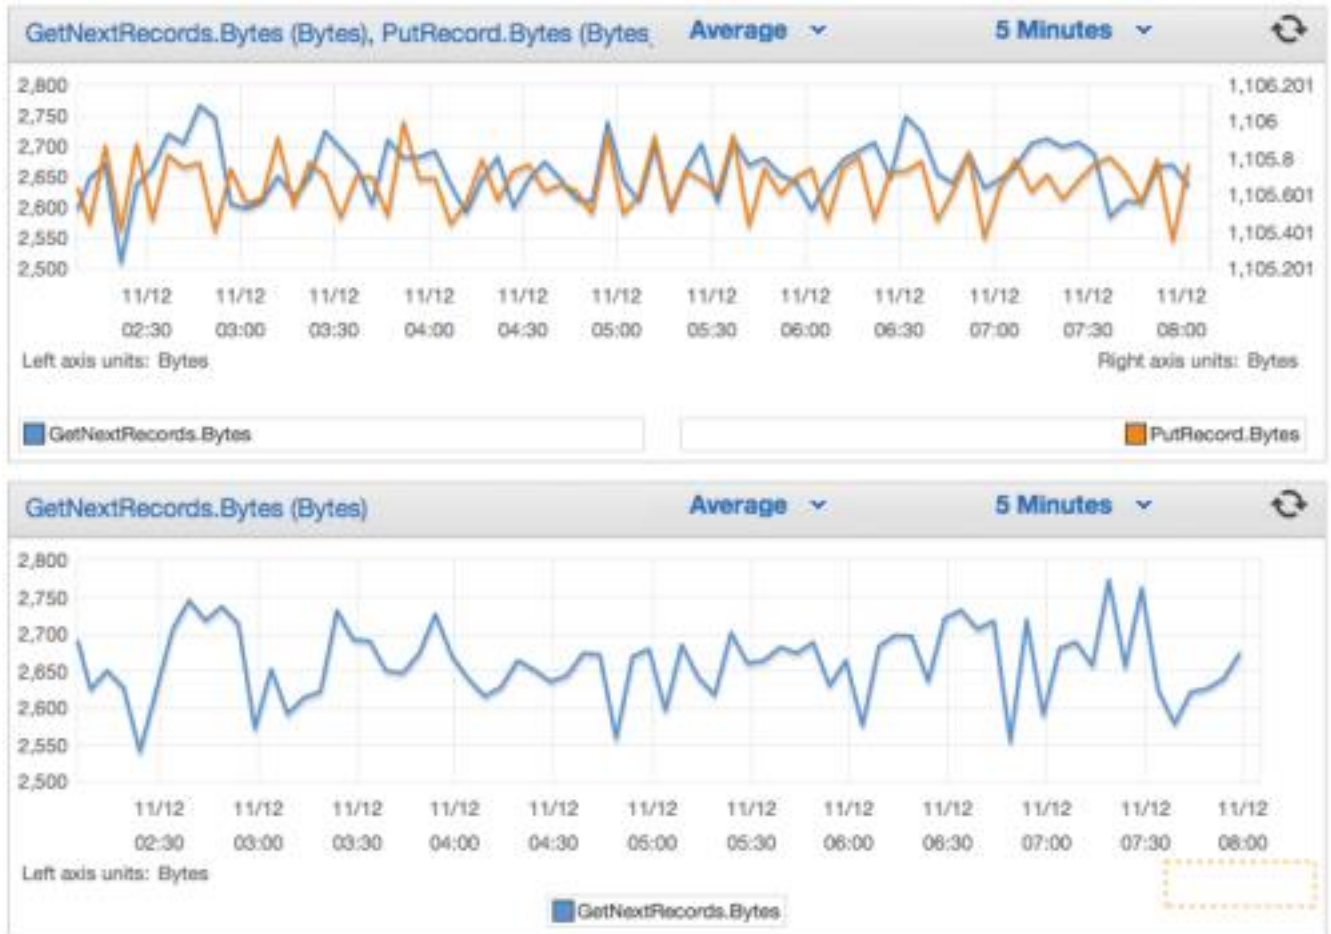 GetNextRecords.Bytes (Bytes), PutRecord.Bytes (Bytes Average 5 Minutes
2,800 1,106.201
2,750 1,106
2,700 1,105.8
2,650 1,105.601
2,600 1,105.401
2,550 1,105.201
2,500
11/12 11/12 11/12 11/12 11/12 11/12 11/12 11/12 11/12 11/12 11/12 11/12
02:30 03:00 03:30 04:00 04:30 05:00 05:30 06:00 06:30 07:00 07:30 08:00
Left axis units: Bytes Right axis units: Bytes
GetNextRecords.Bytes PutRecord.Bytes
GetNextRecords.Bytes (Bytes) Average 5 Minutes
2,800
2,750
2,700
2,650
2,600
2,550
2,500
11/12 11/12 11/12 11/12 11/12 11/12 11/12 11/12 11/12 11/12 11/12 11/12
02:30 03:00 03:30 04:00 04:30 05:00 05:30 06:00 06:30 07:00 07:30 08:00
Left axis units: Bytes
GetNextRecords.Bytes